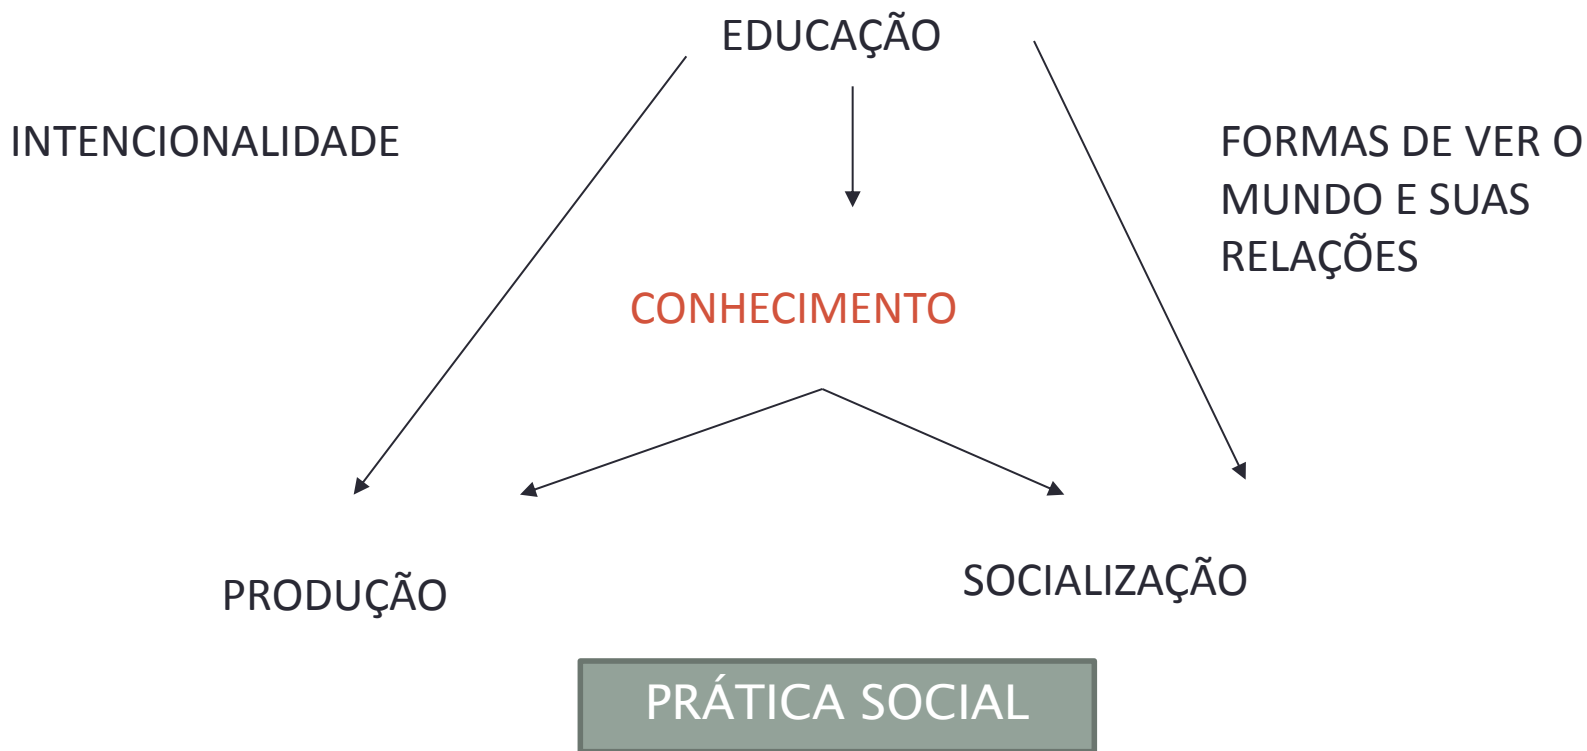 EDUCAÇÃO
INTENCIONALIDADE
FORMAS DE VER O
MUNDO E SUAS
RELAÇÕES
CONHECIMENTO
PRODUÇÃO
SOCIALIZAÇÃO
PRÁTICA SOCIAL